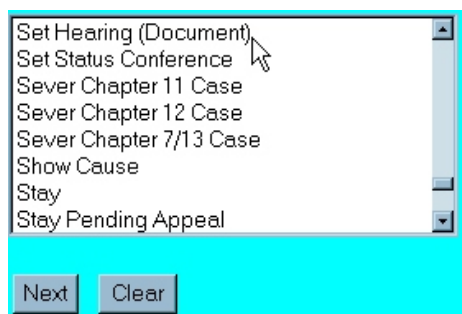 Set Hearing (Document)
Set Status Conference
Sever Chapter 11 Case
Sever Chapter 12 Case
Sever Chapter 7/13 Case
Show Cause
Stay
Stay Pending Appeal
Next Clear